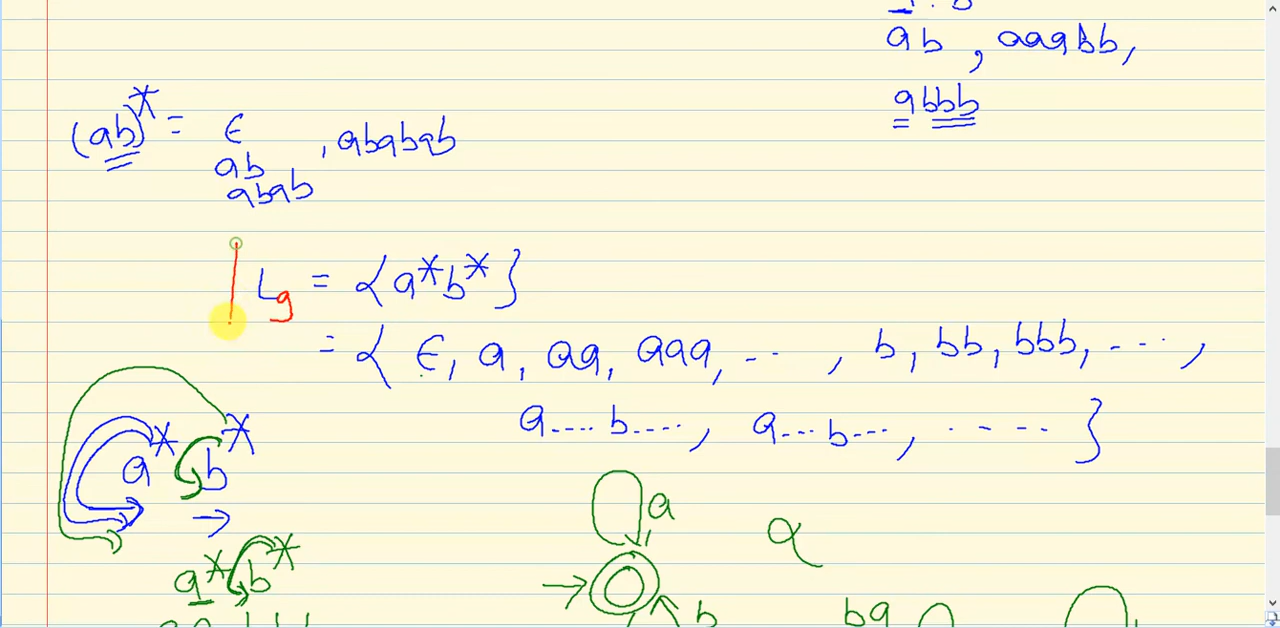 ab, aaabb,
abbb
(ab)* = ϵ
ab , ababab
abab
Lg = {a*b*}
= { ϵ, a, aa, aaa, ... , b, bb, bbb, ... ,
a.... b...., a...b..., ..... }
a* b*
a
a
a* b*
b
ba